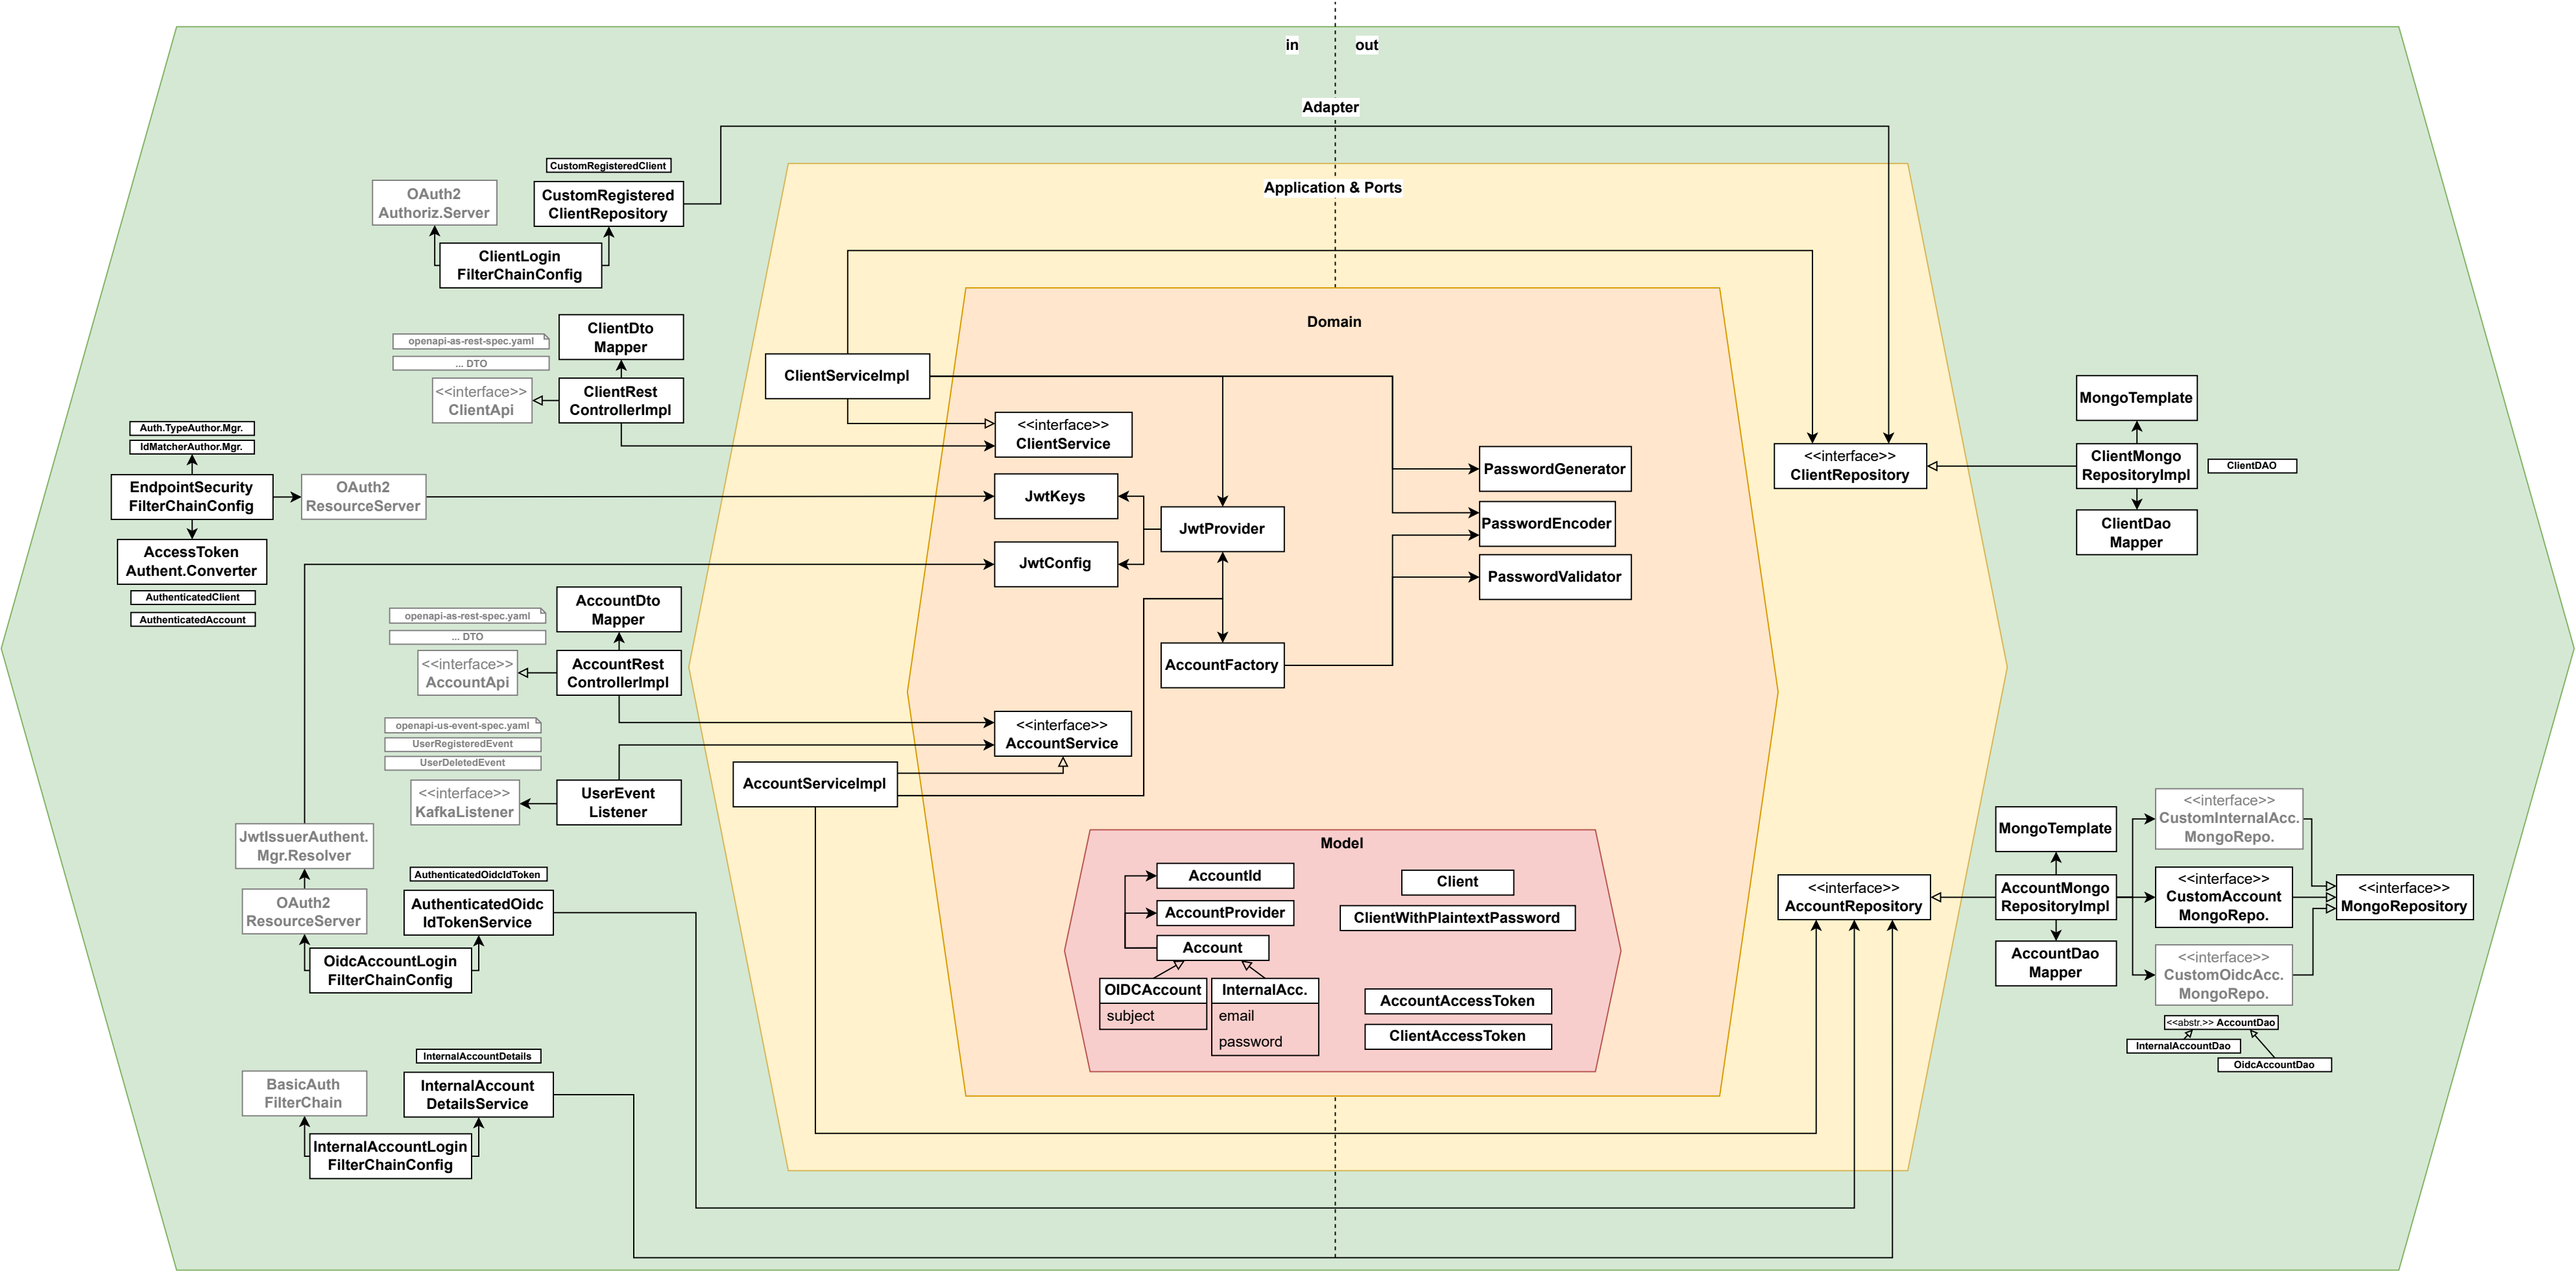 in
out
Adapter
Application & Ports
Domain
CustomRegisteredClient
OAuth2
Authoriz.Server
CustomRegistered
ClientRepository
ClientLogin
FilterChainConfig
openapi-as-rest-spec.yaml
... DTO
<<interface>>
ClientApi
ClientDto
Mapper
ClientRest
ControllerImpl
Auth.TypeAuthor.Mgr.
IdMatcherAuthor.Mgr.
EndpointSecurity
FilterChainConfig
OAuth2
ResourceServer
AccessToken
Authent.Converter
AuthenticatedClient
AuthenticatedAccount
openapi-as-rest-spec.yaml
... DTO
<<interface>>
AccountApi
AccountDto
Mapper
AccountRest
ControllerImpl
openapi-us-event-spec.yaml
UserRegisteredEvent
UserDeletedEvent
<<interface>>
KafkaListener
UserEvent
Listener
JwtIssuerAuthent.
Mgr.Resolver
OAuth2
ResourceServer
AuthenticatedOidcIdToken
AuthenticatedOidc
IdTokenService
OidcAccountLogin
FilterChainConfig
InternalAccountDetails
BasicAuth
FilterChain
InternalAccount
DetailsService
InternalAccountLogin
FilterChainConfig
ClientServiceImpl
<<interface>>
ClientService
JwtKeys
JwtConfig
JwtProvider
AccountFactory
PasswordGenerator
PasswordEncoder
PasswordValidator
<<interface>>
AccountService
AccountServiceImpl
Model
AccountId
AccountProvider
Account
OIDCAccount
subject
InternalAcc.
email
password
Client
ClientWithPlaintextPassword
AccountAccessToken
ClientAccessToken
<<interface>>
ClientRepository
MongoTemplate
ClientMongo
RepositoryImpl
ClientDAO
ClientDao
Mapper
<<interface>>
AccountRepository
MongoTemplate
AccountMongo
RepositoryImpl
AccountDao
Mapper
<<interface>>
CustomInternalAcc.
MongoRepo.
<<interface>>
CustomAccount
MongoRepo.
<<interface>>
CustomOidcAcc.
MongoRepo.
<<interface>>
MongoRepository
<<abstr.>> AccountDao
InternalAccountDao
OidcAccountDao